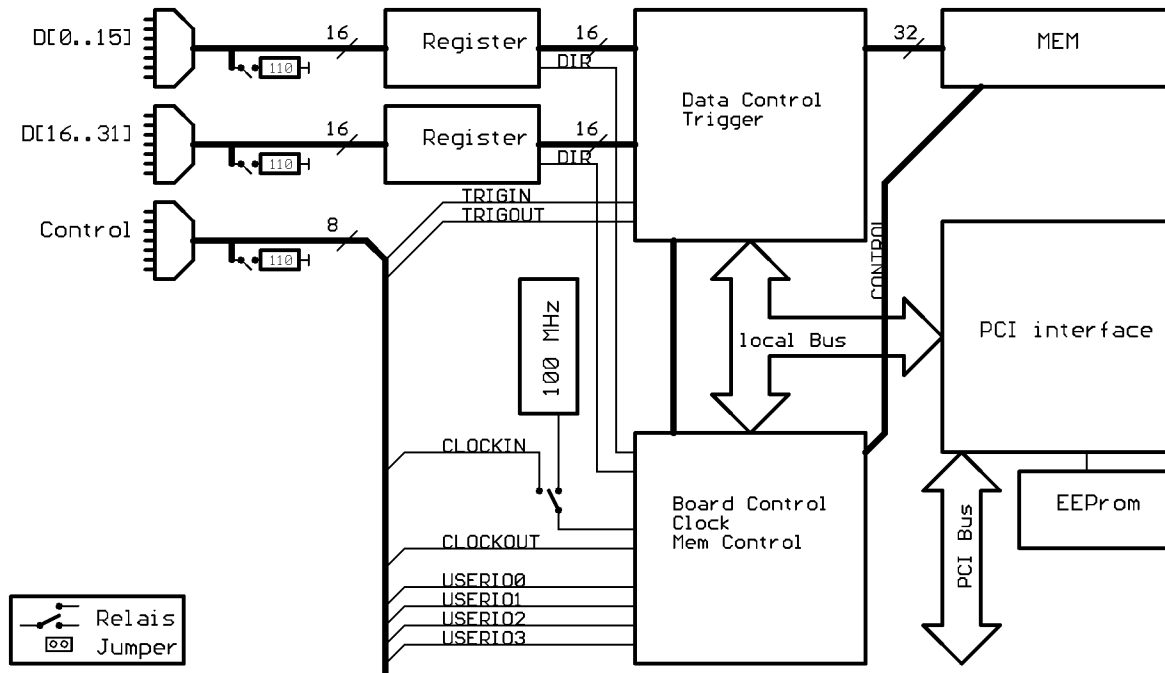 D[0..15]
16
Register
16
DIR
32
MEM
110
Data Control
Trigger
D[16..31]
16
Register
16
DIR
110
TRIGIN
TRIGOUT
Control
8
110
CONTROL
100 MHz
local Bus
PCI interface
CLOCKIN
Board Control
Clock
Mem Control
EEProm
PCI Bus
CLOCKOUT
USERIO0
USERIO1
USERIO2
USERIO3
Relais
Jumper